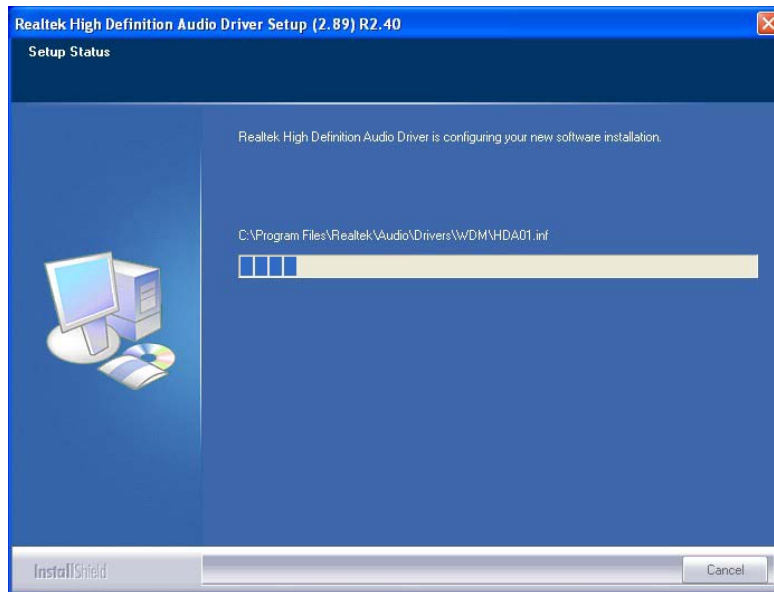 Realtek High Definition Audio Driver Setup (2.89) R2.40
Setup Status
Realtek High Definition Audio Driver is configuring your new software installation.
C:\Program Files\Realtek\Audio\Drivers\WDM\HDA01.inf
InstallShield
Cancel